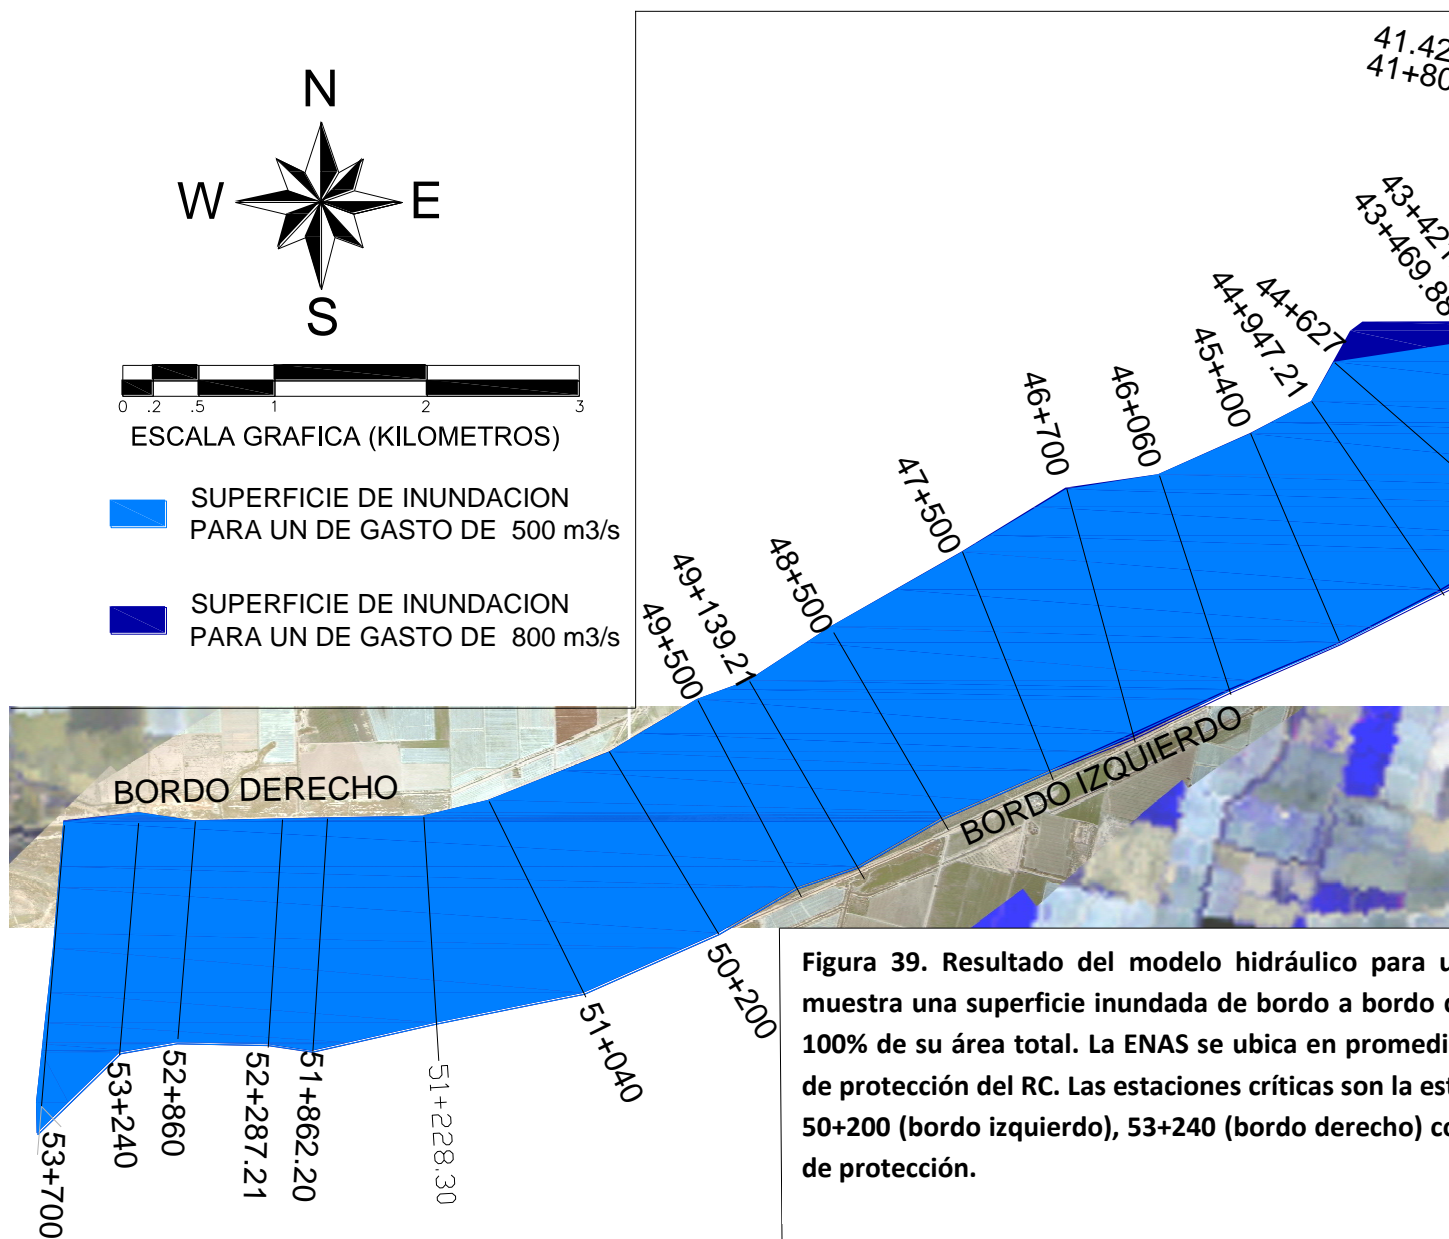 N
W
E
S
0 .2 .5 1 2 3
ESCALA GRAFICA (KILOMETROS)
SUPERFICIE DE INUNDACION
PARA UN DE GASTO DE 500 m3/s
SUPERFICIE DE INUNDACION
PARA UN DE GASTO DE 800 m3/s
41.42
41+80
43+421
43+469.88
44+627
44+947.21
45+400
46+060
46+700
47+500
48+500
49+139.21
49+500
BORDO DERECHO
BORDO IZQUIERDO
50+200
51+040
51+228.30
51+862.20
52+287.21
52+860
53+240
53+700
Figura 39. Resultado del modelo hidráulico para u
muestra una superficie inundada de bordo a bordo
100% de su área total. La ENAS se ubica en promedi
de protección del RC. Las estaciones críticas son la est
50+200 (bordo izquierdo), 53+240 (bordo derecho) co
de protección.